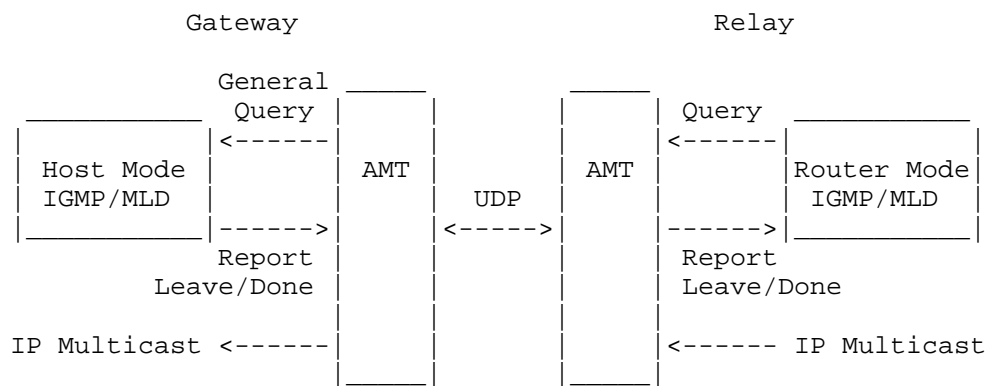 Gateway Relay
General
Query Query
Host Mode AMT AMT Router Mode
IGMP/MLD UDP IGMP/MLD
Report Report
Leave/Done Leave/Done
IP Multicast IP Multicast